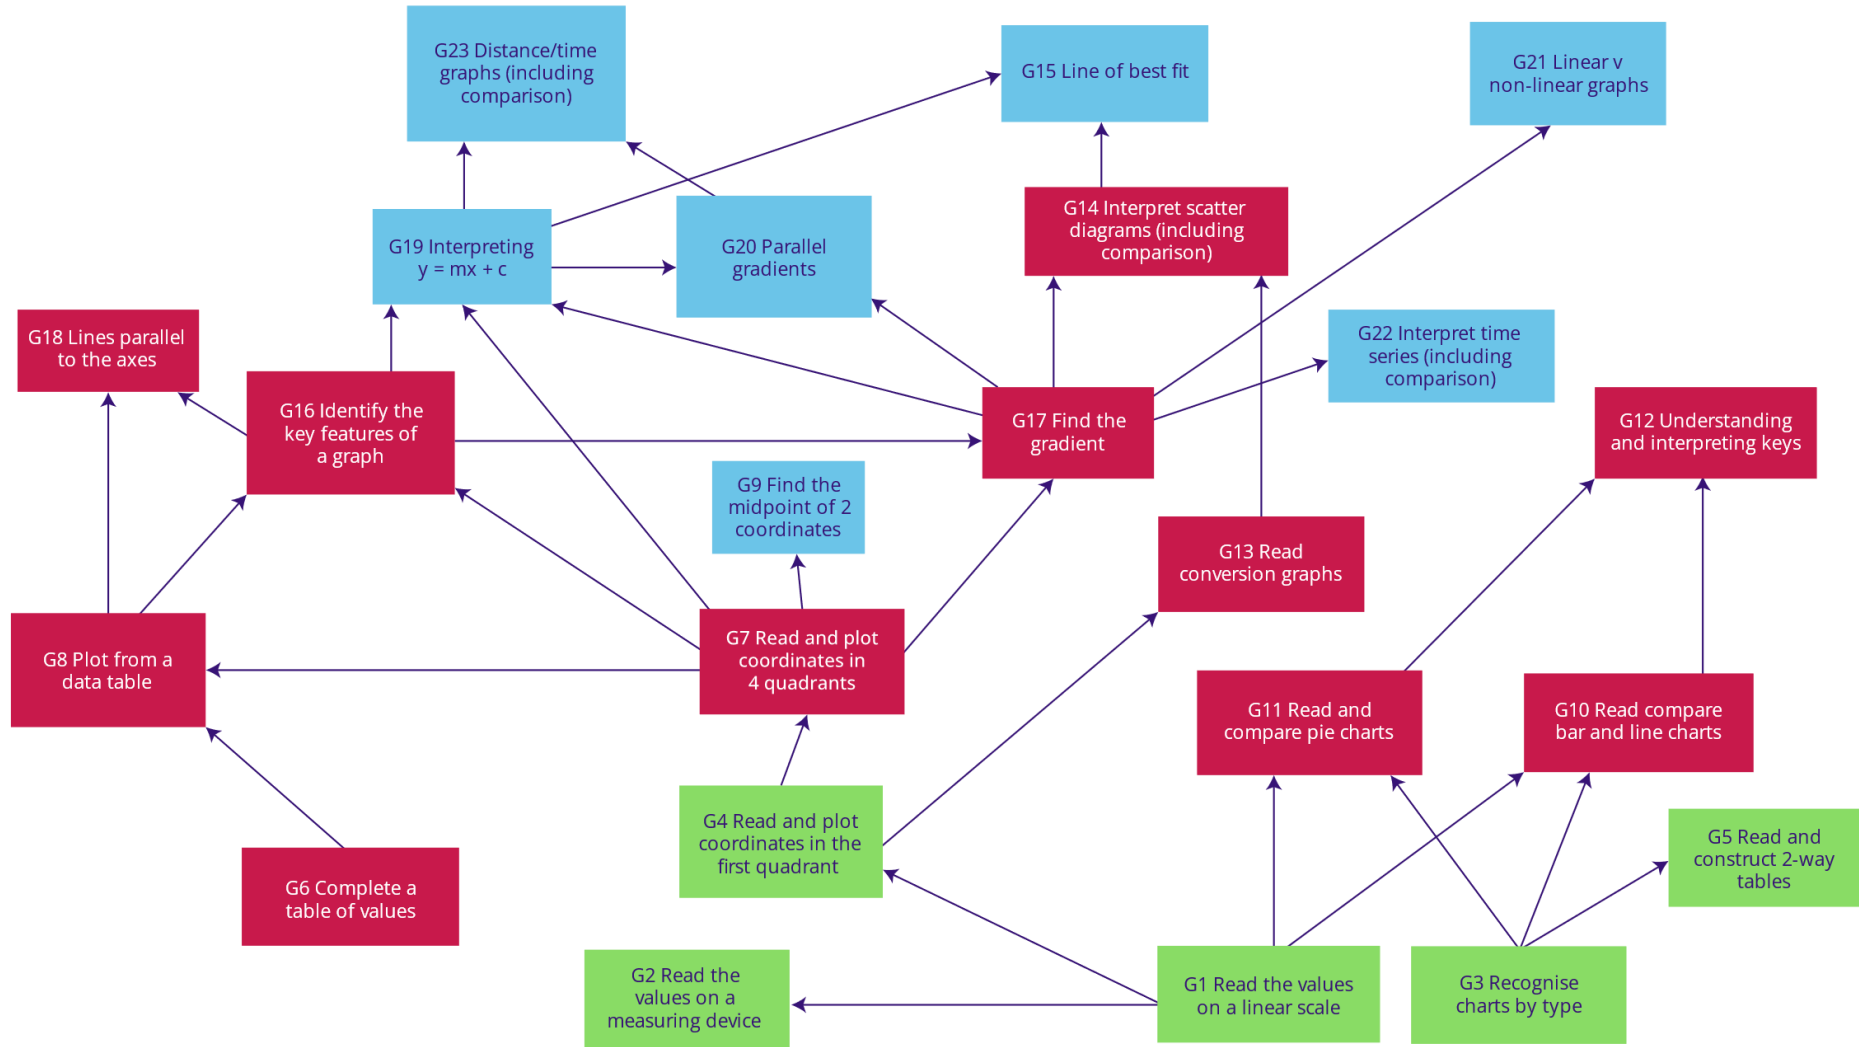 G23 Distance/time
graphs (including
comparison)
G15 Line of best fit
G21 Linear v
non-linear graphs
G19 Interpreting
y = mx + c
G20 Parallel
gradients
G14 Interpret scatter
diagrams (including
comparison)
G18 Lines parallel
to the axes
G22 Interpret time
series (including
comparison)
G16 Identify the
key features of
a graph
G17 Find the
gradient
G12 Understanding
and interpreting keys
G9 Find the
midpoint of 2
coordinates
G13 Read
conversion graphs
G8 Plot from a
data table
G7 Read and plot
coordinates in
4 quadrants
G11 Read and
compare pie charts
G10 Read compare
bar and line charts
G4 Read and plot
coordinates in the
first quadrant
G5 Read and
construct 2-way
tables
G6 Complete a
table of values
G2 Read the
values on a
measuring device
G1 Read the values
on a linear scale
G3 Recognise
charts by type